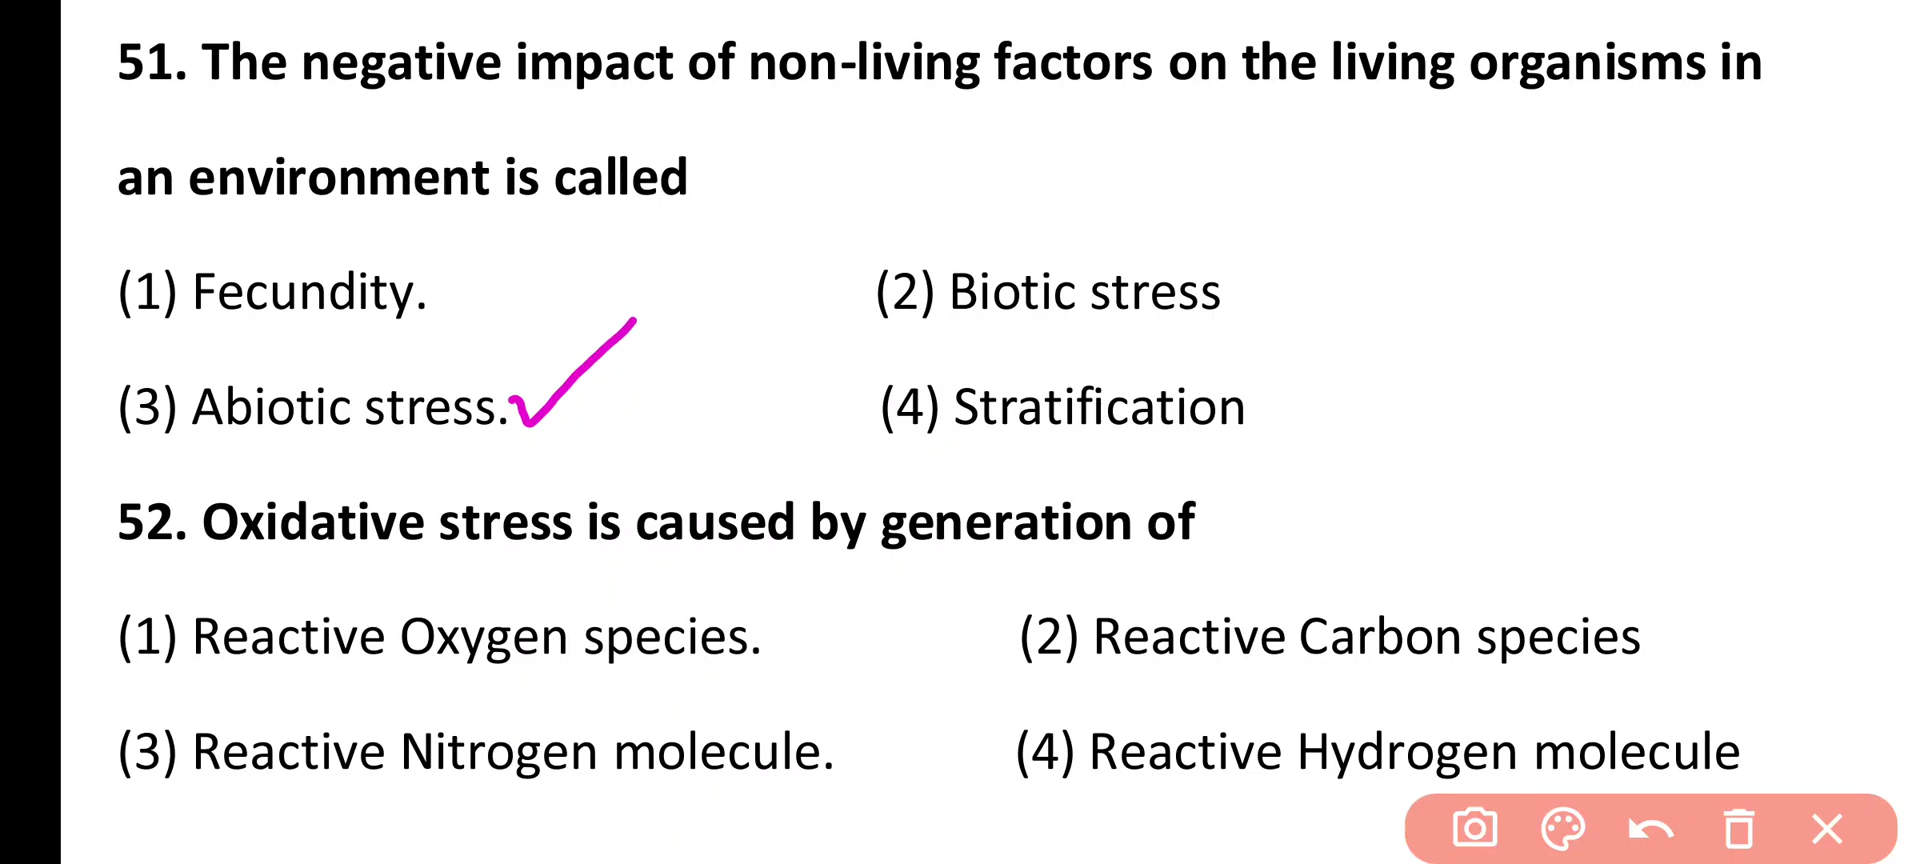 51. The negative impact of non-living factors on the living organisms in
an environment is called
(1) Fecundity. (2) Biotic stress
(3) Abiotic stress. (4) Stratification
52. Oxidative stress is caused by generation of
(1) Reactive Oxygen species. (2) Reactive Carbon species
(3) Reactive Nitrogen molecule. (4) Reactive Hydrogen molecule